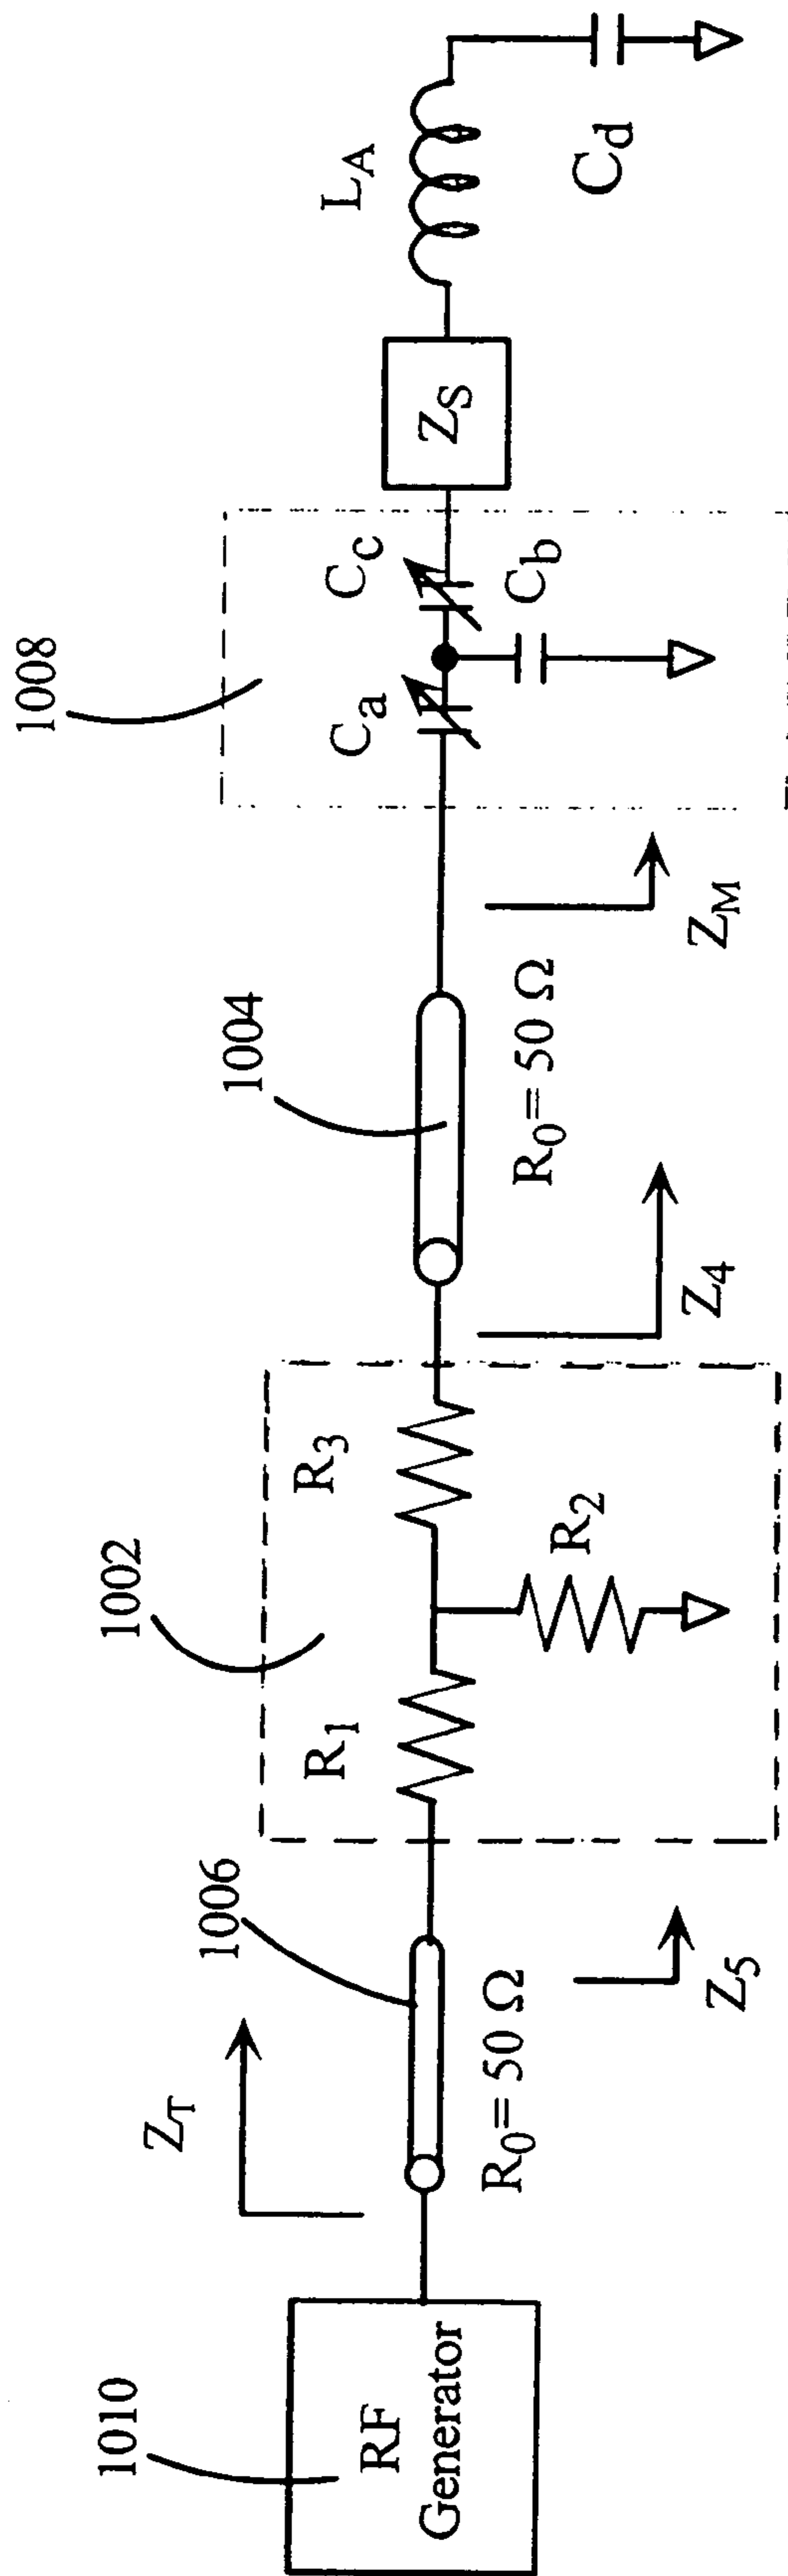 1010
RF
Generator
Z_T
1006
R_0 = 50 Ω
Z_5
1002
R_1
R_2
R_3
Z_4
1004
R_0 = 50 Ω
Z_M
1008
C_a
C_c
C_b
Z_S
L_A
C_d